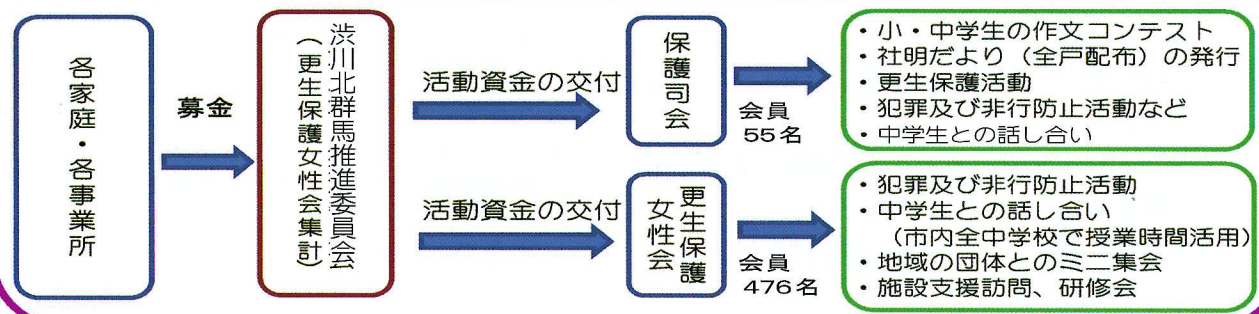 各家庭・各事業所
募金
渋川北群馬推進委員会
（更生保護女性会集計）
活動資金の交付
保護司会
会員
55名
・小・中学生の作文コンテスト
・社明だより（全戸配布）の発行
・更生保護活動
・犯罪及び非行防止活動など
・中学生との話し合い
活動資金の交付
更生保護
女性会
会員
476名
・犯罪及び非行防止活動
・中学生との話し合い
（市内全中学校で授業時間活用）
・地域の団体とのミニ集会
・施設支援訪問、研修会